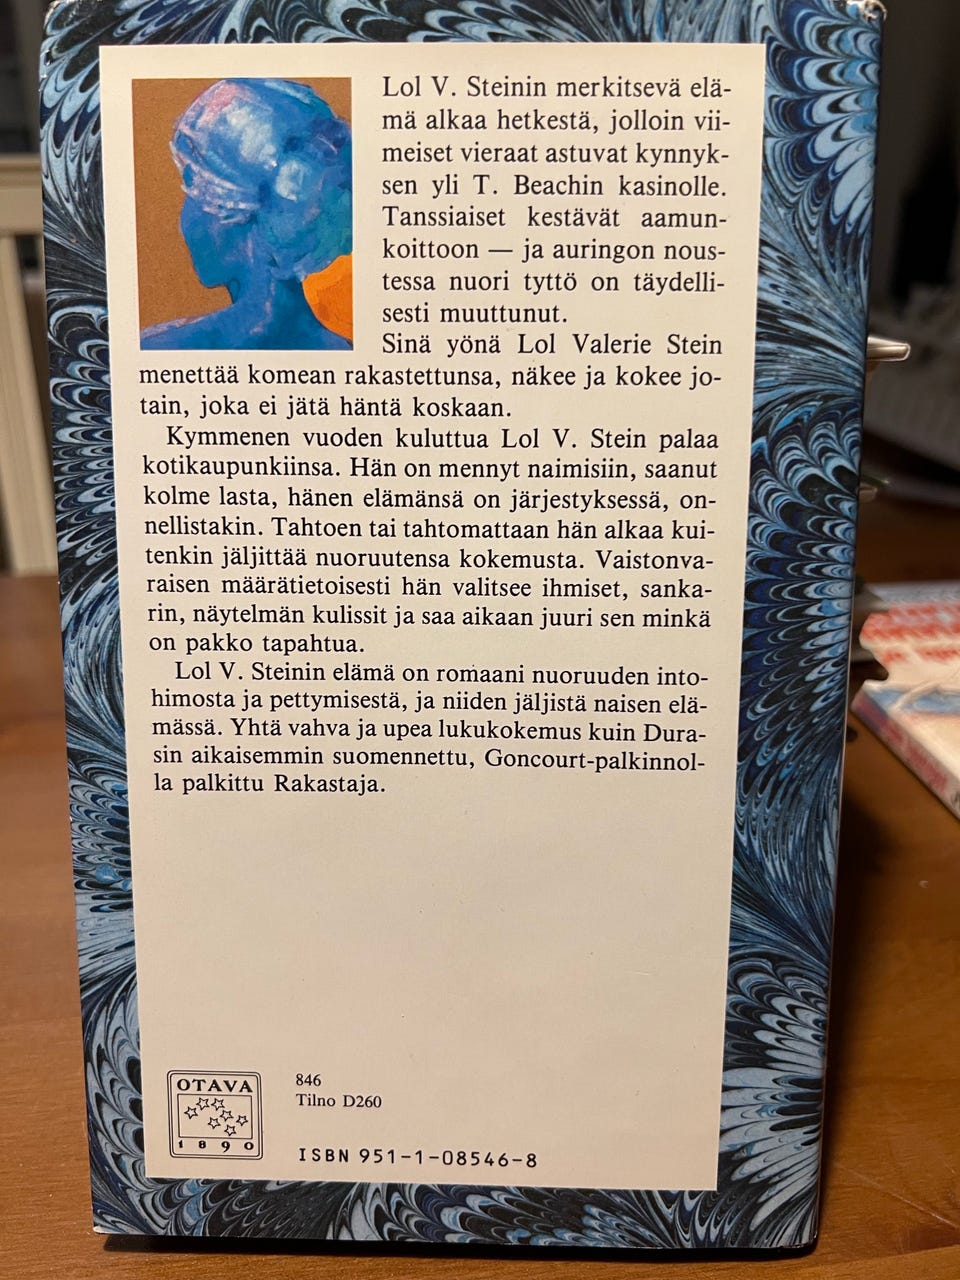 Lol V. Steinin merkitsevä elä-
mä alkaa hetkestä, jolloin vii-
meiset vieraat astuvat kynnyk-
sen yli T. Beachin kasinolle.
Tanssiaiset kestävät aamun-
koittoon — ja auringon nous-
tessa nuori tyttö on täydelli-
sesti muuttunut.
Sinä yönä Lol Valerie Stein
menettää komean rakastettunsa, näkee ja kokee jo-
tain, joka ei jätä häntä koskaan.
Kymmenen vuoden kuluttua Lol V. Stein palaa
kotikaupunkiinsa. Hän on mennyt naimisiin, saanut
kolme lasta, hänen elämänsä on järjestyksessä, on-
nellistakin. Tahtoen tai tahtomattaan hän alkaa kui-
tenkin jäljittää nuoruutensa kokemusta. Vaistonva-
raisen määrätietoisesti hän valitsee ihmiset, sanka-
rin, näytelmän kulissit ja saa aikaan juuri sen minkä
on pakko tapahtua.
Lol V. Steinin elämä on romaani nuoruuden into-
himosta ja pettymisestä, ja niiden jäljistä naisen elä-
mässä. Yhtä vahva ja upea lukukokemus kuin Dura-
sin aikaisemmin suomennettu, Goncourt-palkinnol-
la palkittu Rakastaja.
OTAVA
1890
846
Tilno D260
ISBN 951-1-08546-8